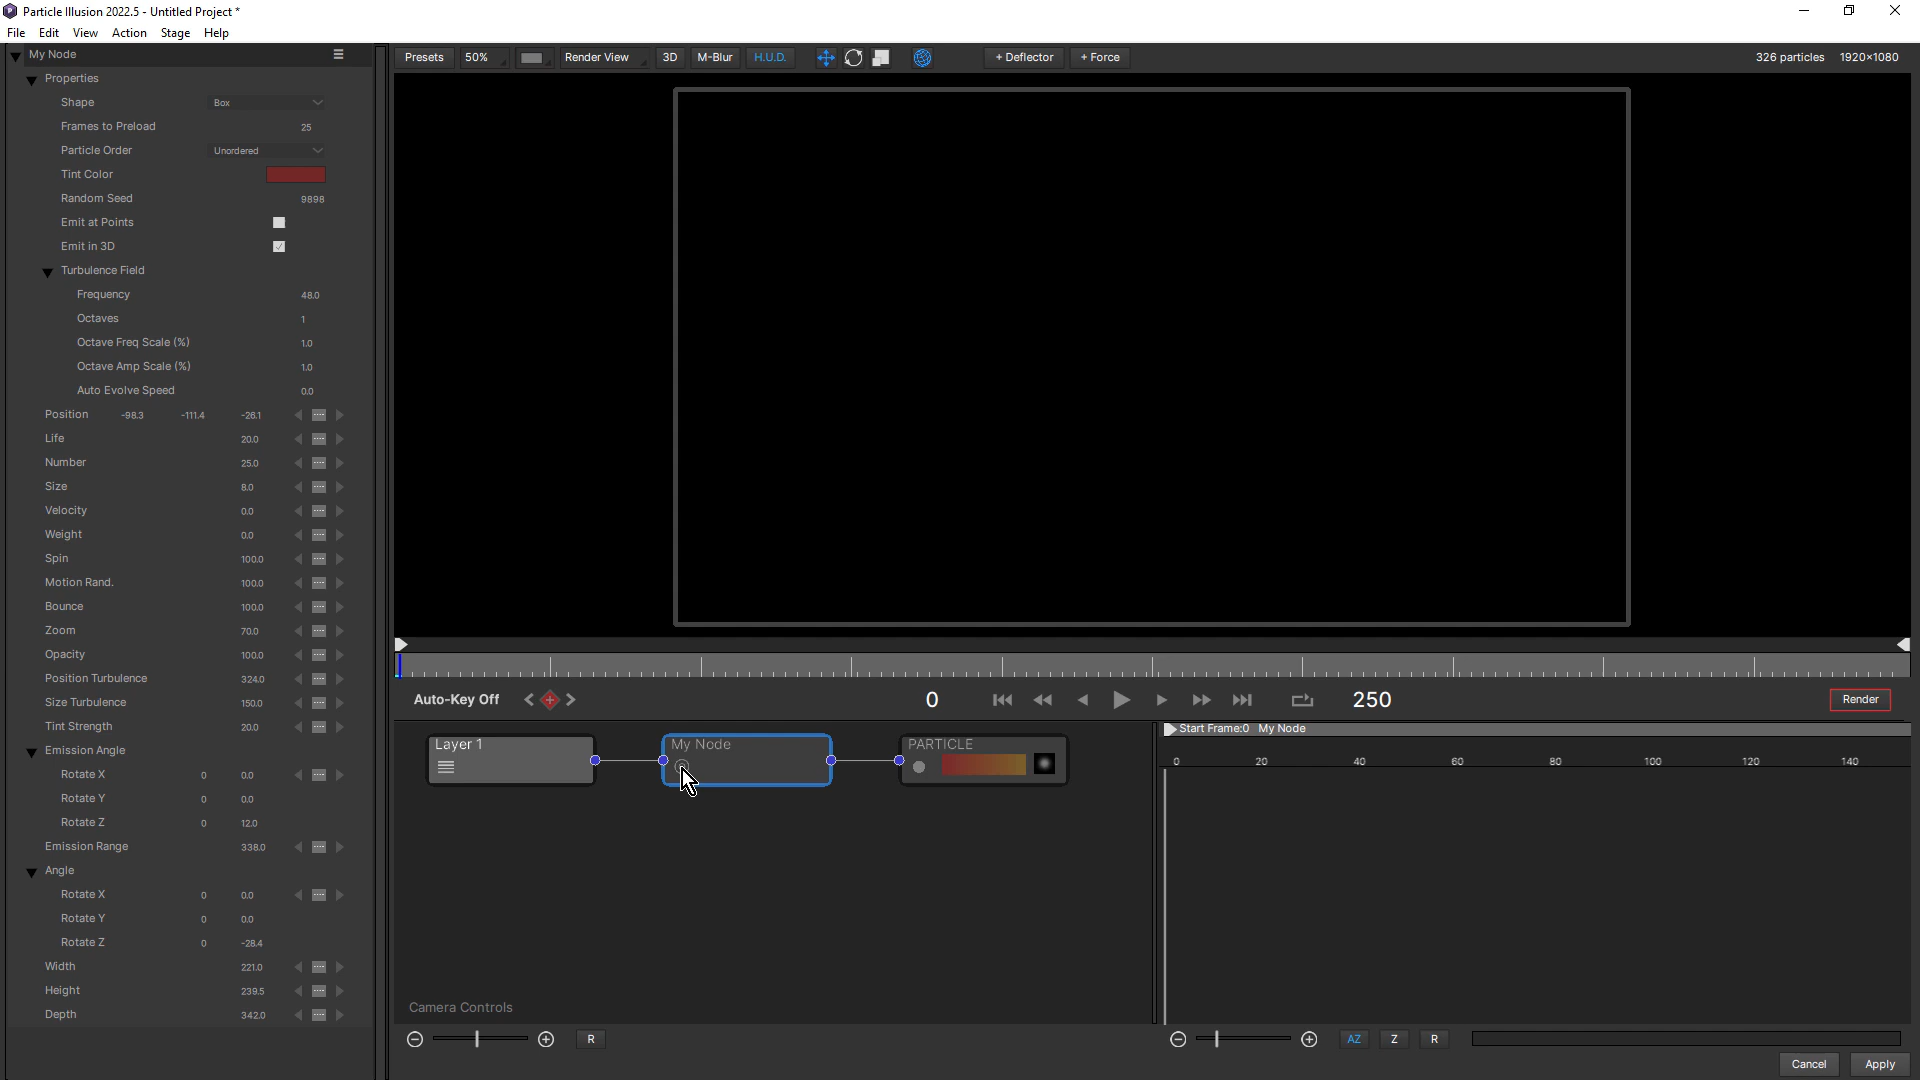 Particle Illusion 2022.5 - Untitled Project *
File Edit View Action Stage Help
My Node
Presets 50% Render View 3D M-Blur H.U.D. + Deflector + Force 326 particles 1920×1080
Properties
Shape Box
Frames to Preload 25
Particle Order Unordered
Tint Color
Random Seed 9898
Emit at Points
Emit in 3D
Turbulence Field
Frequency 48.0
Octaves 1
Octave Freq Scale (%) 1.0
Octave Amp Scale (%) 1.0
Auto Evolve Speed 0.0
Position -98.3 -111.4 -26.1
Life 20.0
Number 25.0
Size 8.0
Velocity 0.0
Weight 0.0
Spin 100.0
Motion Rand. 100.0
Bounce 100.0
Zoom 70.0
Opacity 100.0
Position Turbulence 324.0
Size Turbulence 150.0
Tint Strength 20.0
Emission Angle
Rotate X 0 0.0
Rotate Y 0 0.0
Rotate Z 0 12.0
Emission Range 338.0
Angle
Rotate X 0 0.0
Rotate Y 0 0.0
Rotate Z 0 -28.4
Width 221.0
Height 239.5
Depth 342.0
Auto-Key Off 0 250 Render
Layer 1 My Node PARTICLE
Start Frame:0 My Node
0 20 40 60 80 100 120 140
Camera Controls
R AZ Z R
Cancel Apply